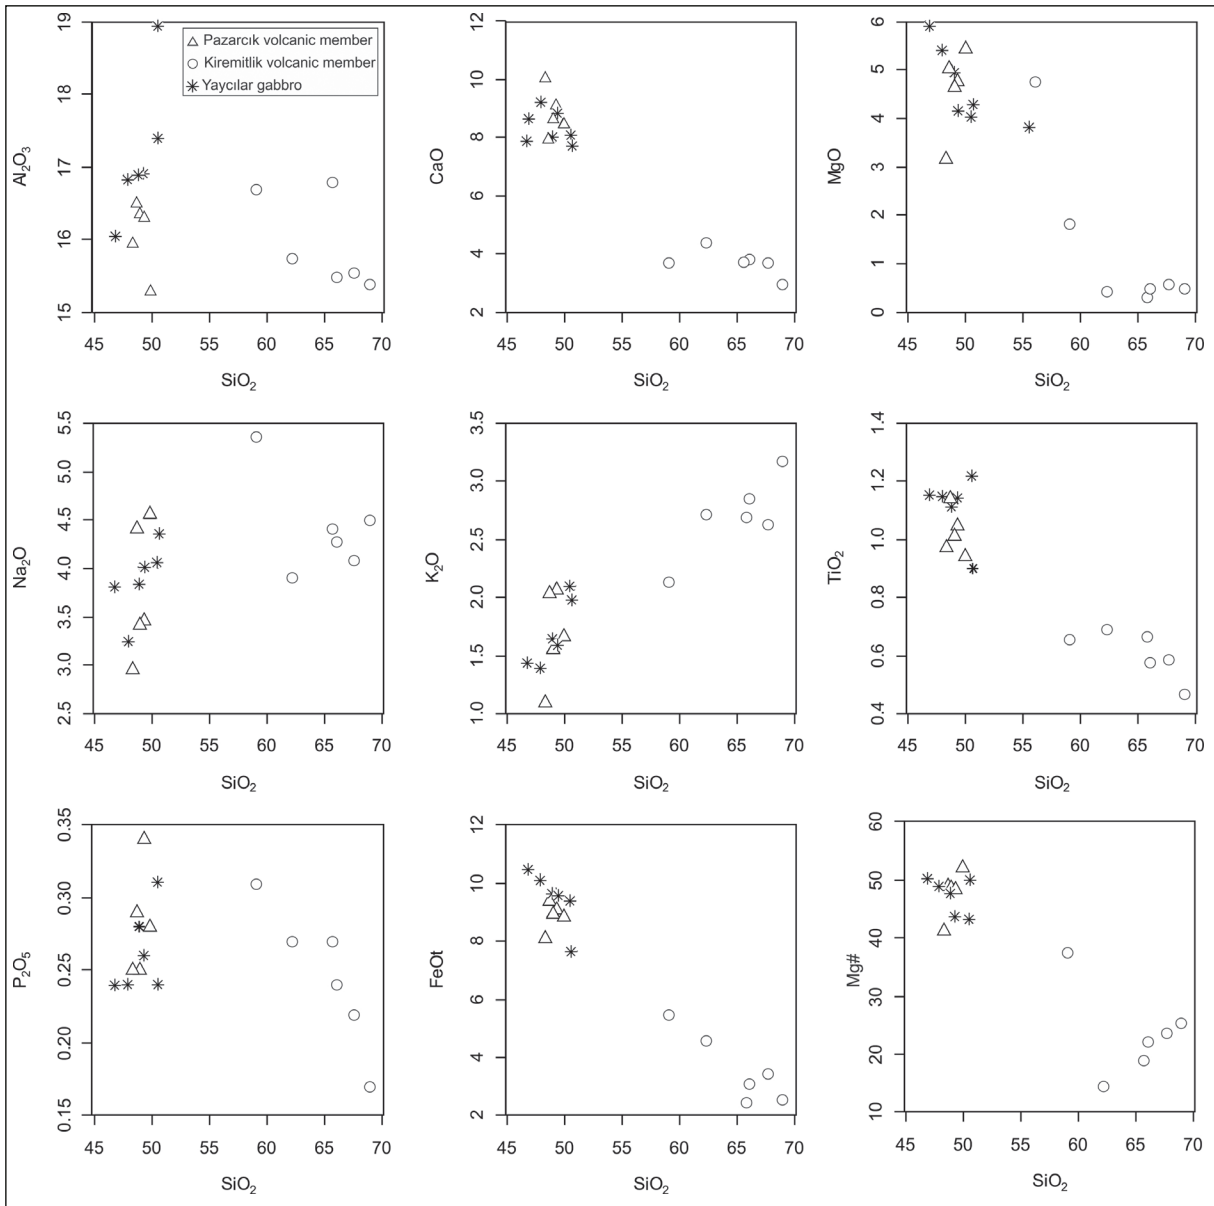 19
18
17
16
15
Al₂O₃
△ Pazarcık volcanic member
○ Kiremitlik volcanic member
✳ Yaycılar gabbro
45 50 55 60 65 70
SiO₂
12
10
8
6
4
2
CaO
45 50 55 60 65 70
SiO₂
6
5
4
3
2
1
0
MgO
45 50 55 60 65 70
SiO₂
5.5
5.0
4.5
4.0
3.5
3.0
2.5
Na₂O
45 50 55 60 65 70
SiO₂
3.5
3.0
2.5
2.0
1.5
1.0
K₂O
45 50 55 60 65 70
SiO₂
1.4
1.2
1.0
0.8
0.6
0.4
TiO₂
45 50 55 60 65 70
SiO₂
0.35
0.30
0.25
0.20
0.15
P₂O₅
45 50 55 60 65 70
SiO₂
12
10
8
6
4
2
FeOt
45 50 55 60 65 70
SiO₂
60
50
40
30
20
10
Mg#
45 50 55 60 65 70
SiO₂